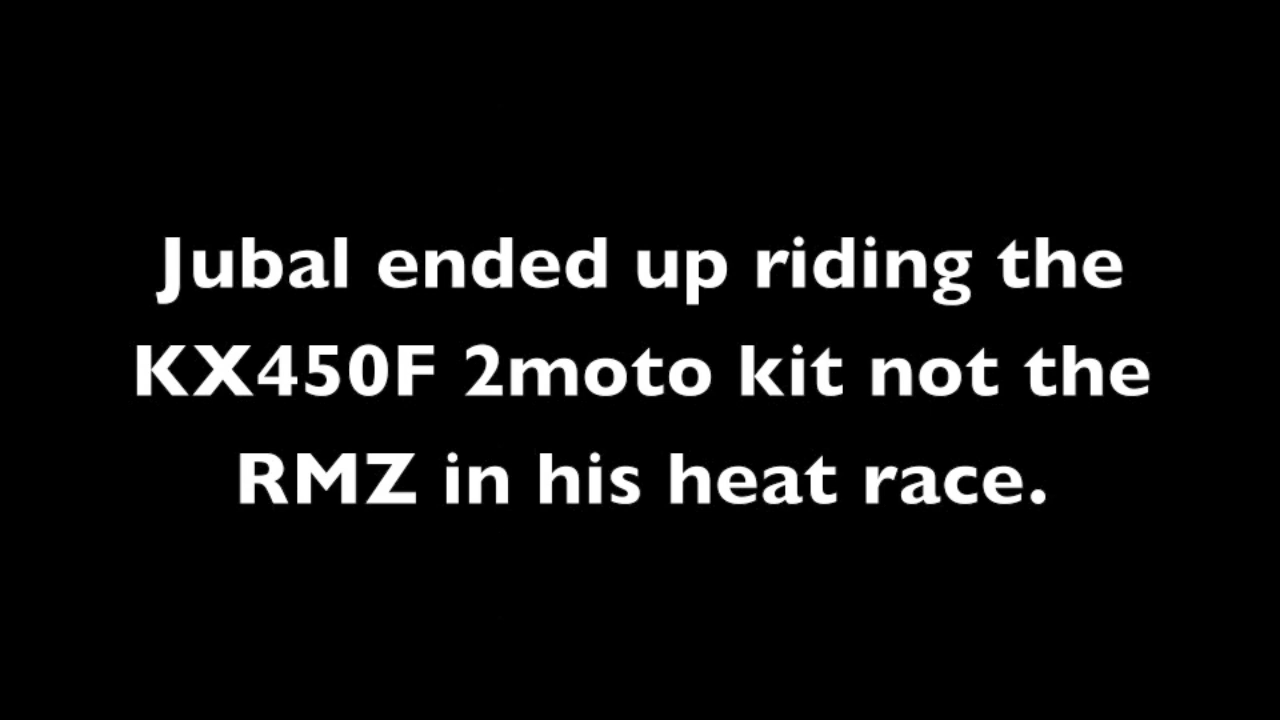 Jubal ended up riding the
KX450F 2moto kit not the
RMZ in his heat race.